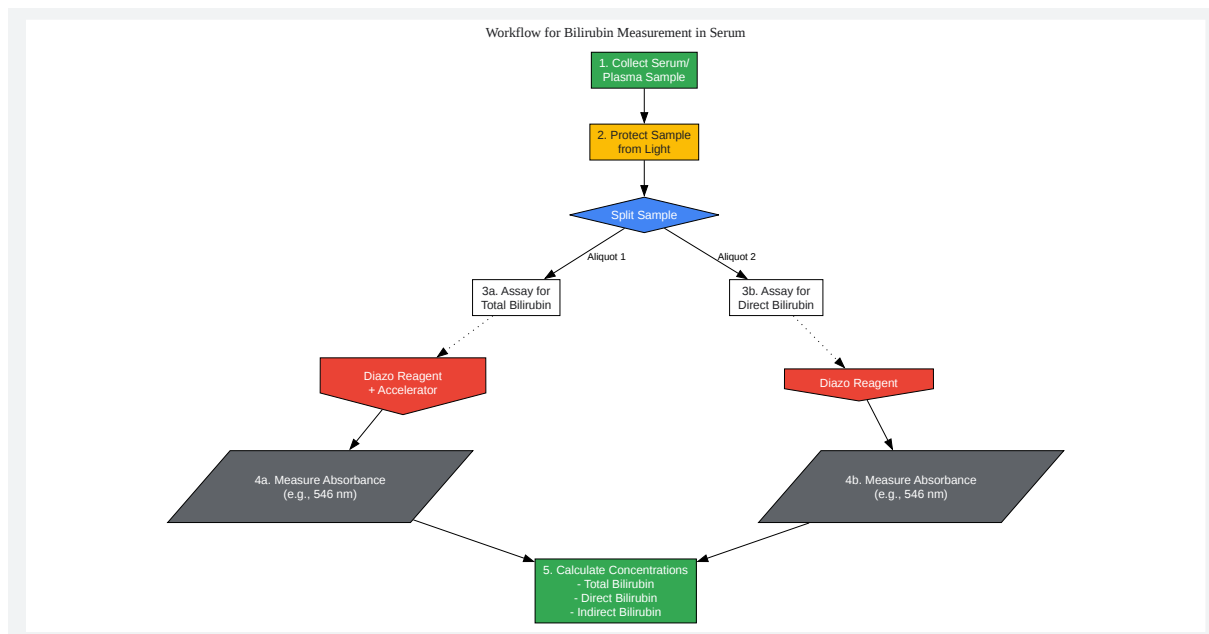 Workflow for Bilirubin Measurement in Serum
1. Collect Serum/
Plasma Sample
2. Protect Sample
from Light
Split Sample
Aliquot 1
Aliquot 2
3a. Assay for
Total Bilirubin
3b. Assay for
Direct Bilirubin
Diazo Reagent
+ Accelerator
Diazo Reagent
4a. Measure Absorbance
(e.g., 546 nm)
4b. Measure Absorbance
(e.g., 546 nm)
5. Calculate Concentrations
- Total Bilirubin
- Direct Bilirubin
- Indirect Bilirubin